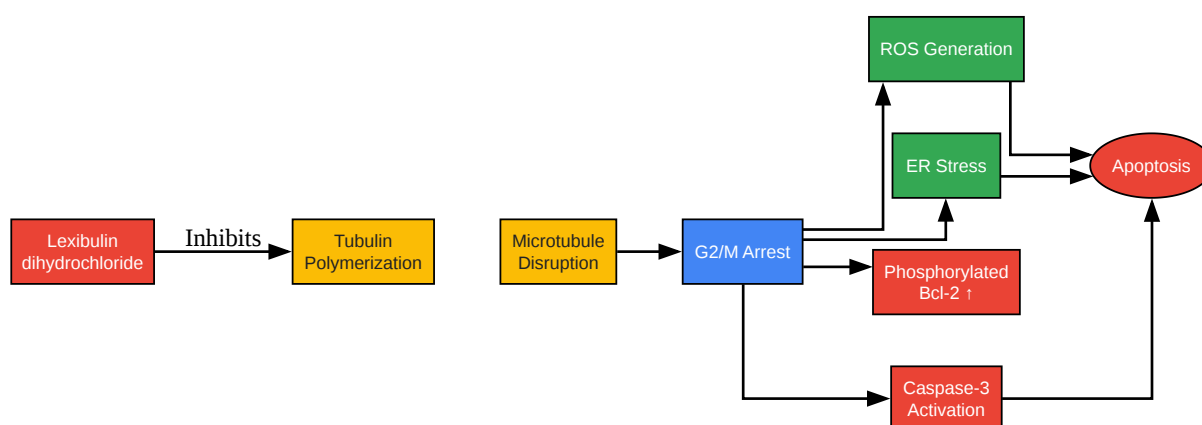 ROS Generation
ER Stress
Apoptosis
Lexibulin
dihydrochloride
Inhibits
Tubulin
Polymerization
Microtubule
Disruption
G2/M Arrest
Phosphorylated
Bcl-2 ↑
Caspase-3
Activation